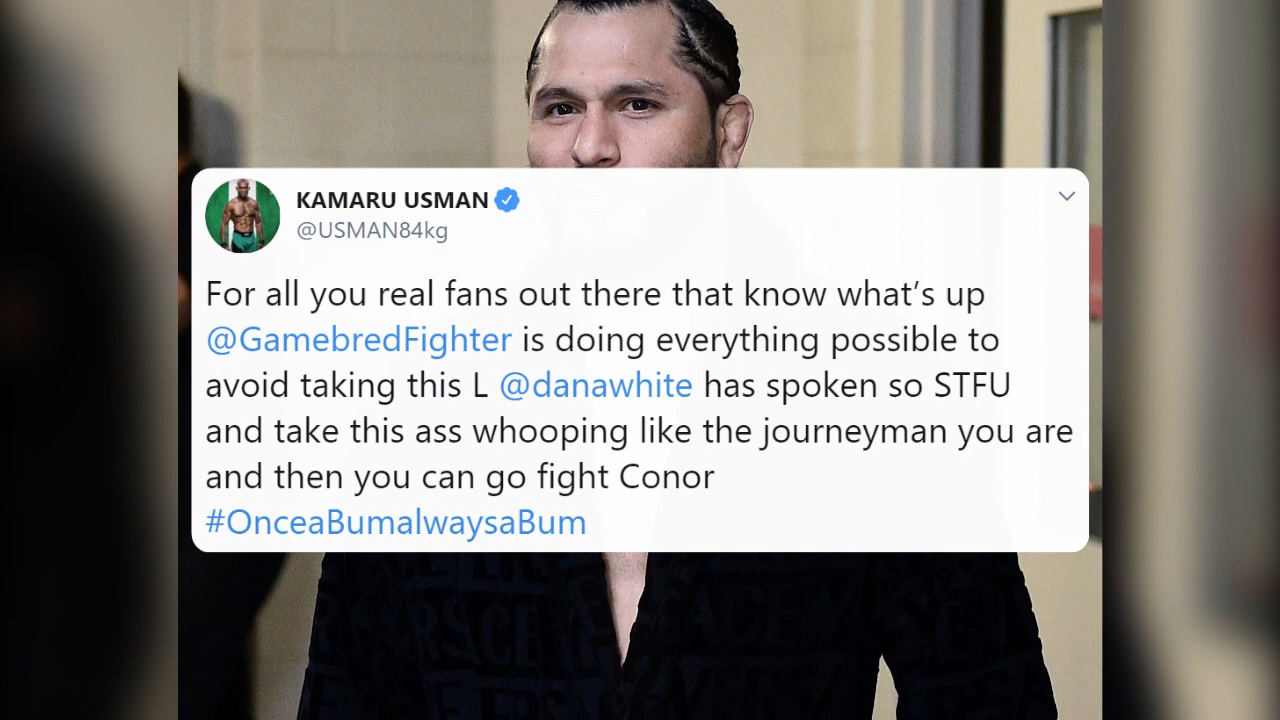 KAMARU USMAN
@USMAN84kg
For all you real fans out there that know what’s up
@GamebredFighter is doing everything possible to
avoid taking this L @danawhite has spoken so STFU
and take this ass whooping like the journeyman you are
and then you can go fight Conor
#OnceaBumalwaysaBum